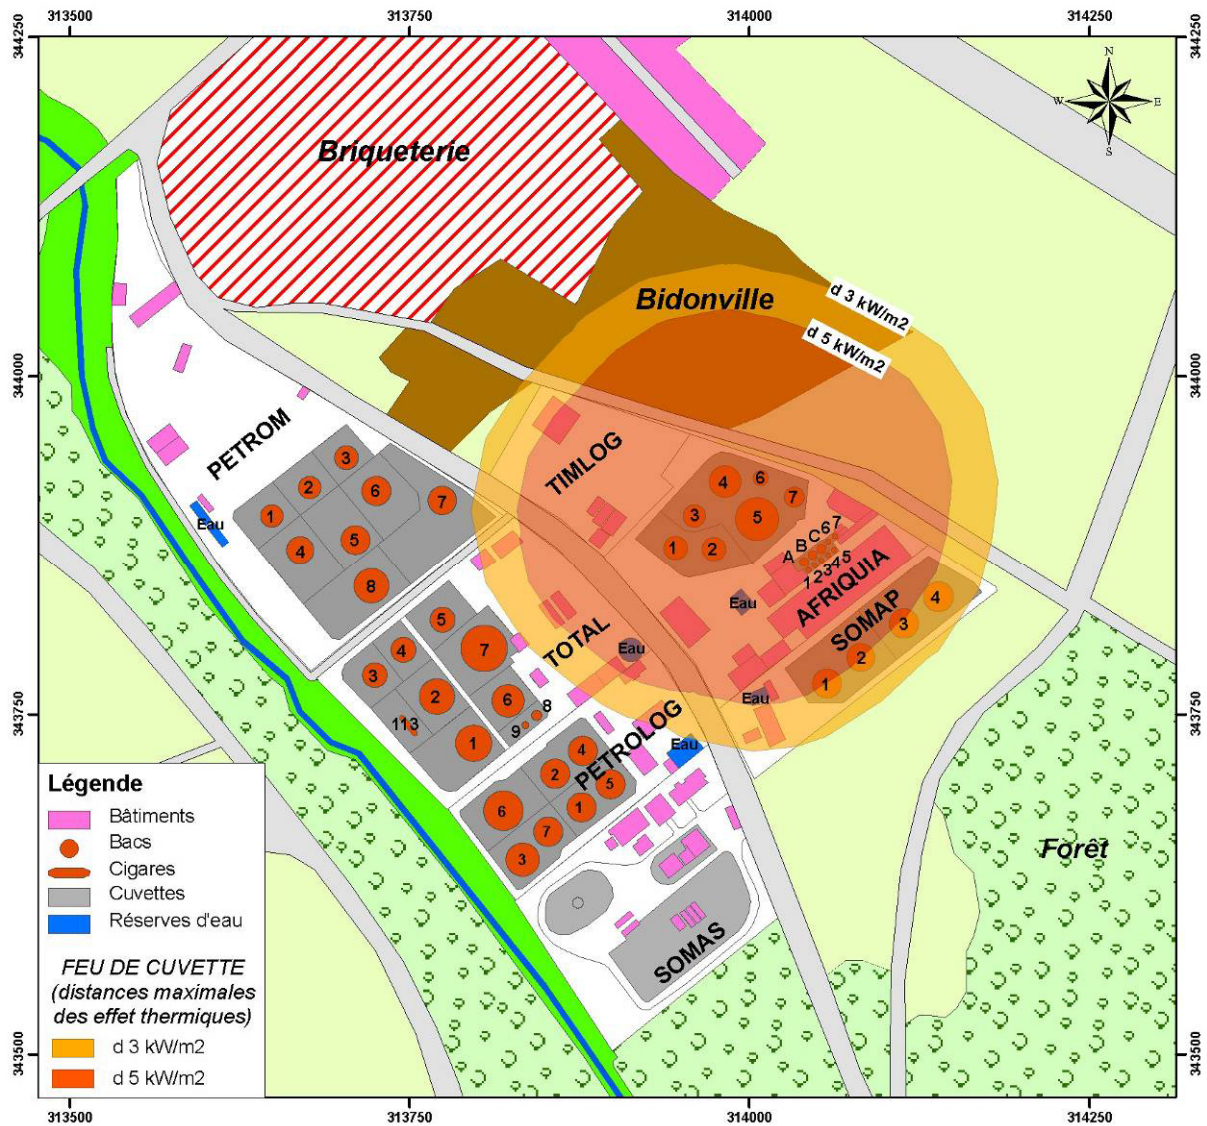 313500
313750
314000
314250
344250
344250
N
W
E
S
Briqueterie
Bidonville
d 3 kW/m2
d 5 kW/m2
344000
344000
PETROM
3
2
6
7
1
Eau
4
5
8
TIMLOG
4
6
7
3
5
1
2
A B C 6 7
1 2 3 4 5
AFRIQUIA
Eau
SOMAP
4
3
2
1
Eau
TOTAL
Eau
5
4
7
3
2
6
8
9
113
1
343750
343750
PETROLOG
Eau
4
2
5
6
1
7
3
SOMAS
Forêt
Légende
Bâtiments
Bacs
Cigares
Cuvettes
Réserves d'eau
FEU DE CUVETTE
(distances maximales
des effet thermiques)
d 3 kW/m2
d 5 kW/m2
343500
343500
313500
313750
314000
314250